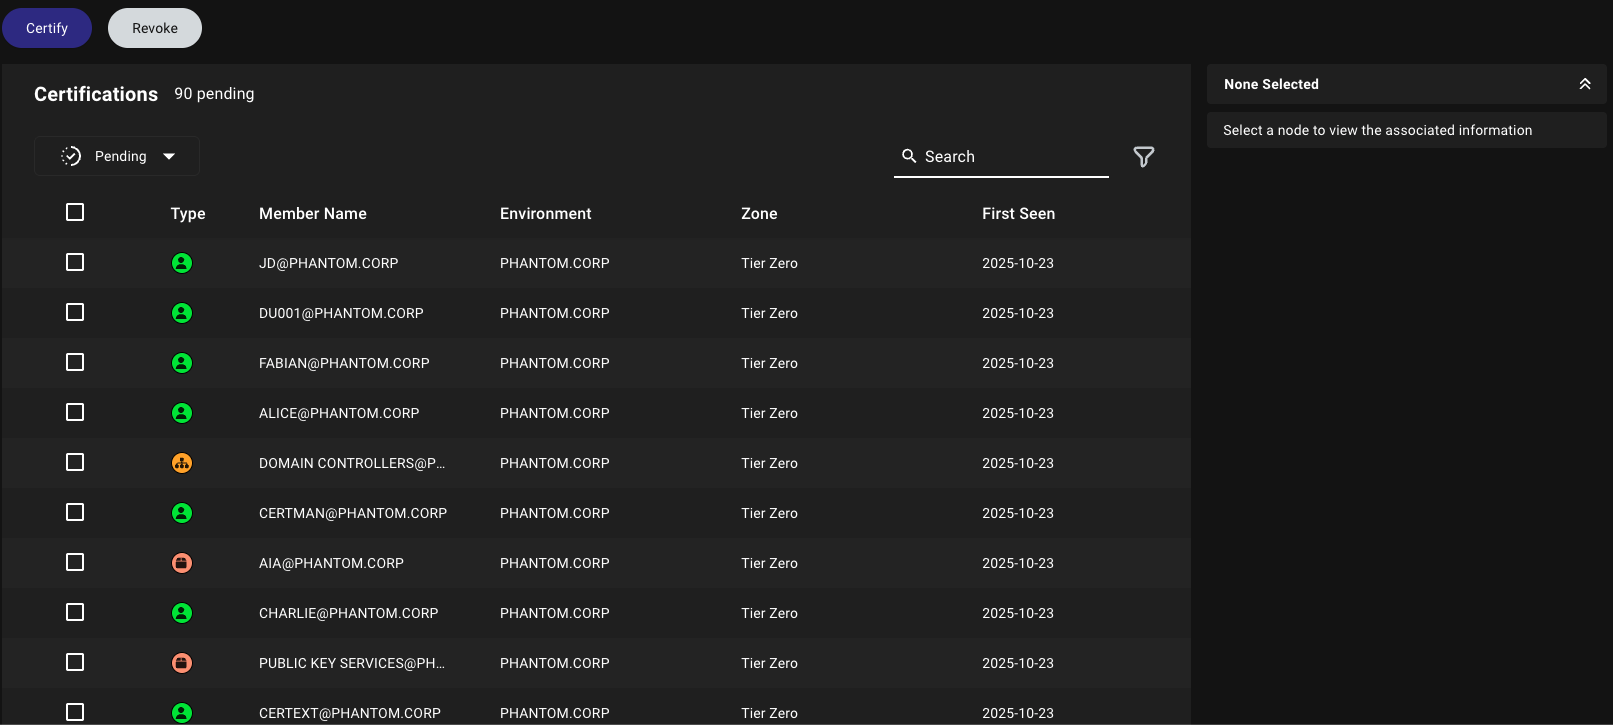 Certify Revoke
Certifications 90 pending
None Selected
Select a node to view the associated information
Pending Search
Type Member Name Environment Zone First Seen
JD@PHANTOM.CORP PHANTOM.CORP Tier Zero 2025-10-23
DU001@PHANTOM.CORP PHANTOM.CORP Tier Zero 2025-10-23
FABIAN@PHANTOM.CORP PHANTOM.CORP Tier Zero 2025-10-23
ALICE@PHANTOM.CORP PHANTOM.CORP Tier Zero 2025-10-23
DOMAIN CONTROLLERS@P... PHANTOM.CORP Tier Zero 2025-10-23
CERTMAN@PHANTOM.CORP PHANTOM.CORP Tier Zero 2025-10-23
AIA@PHANTOM.CORP PHANTOM.CORP Tier Zero 2025-10-23
CHARLIE@PHANTOM.CORP PHANTOM.CORP Tier Zero 2025-10-23
PUBLIC KEY SERVICES@PH... PHANTOM.CORP Tier Zero 2025-10-23
CERTEXT@PHANTOM.CORP PHANTOM.CORP Tier Zero 2025-10-23